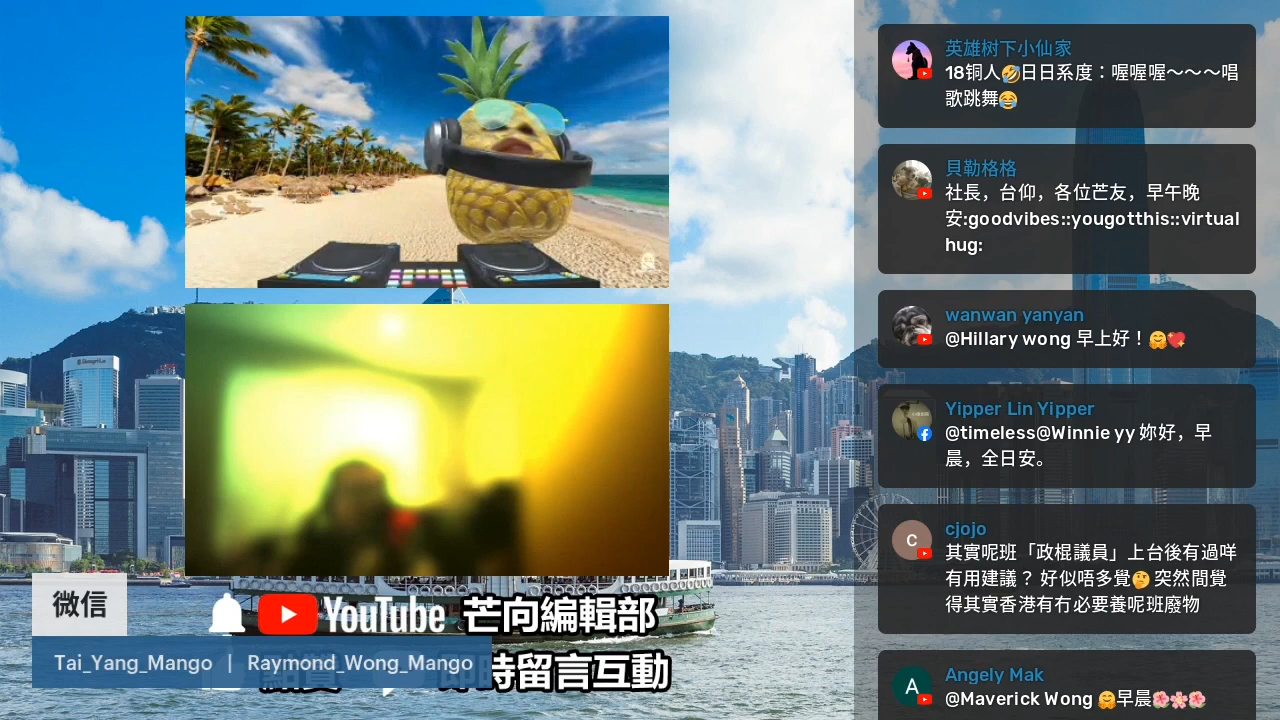 英雄树下小仙家
18铜人🤣日日系度：喔喔喔～～～唱
歌跳舞😂
貝勒格格
社長，台仰，各位芒友，早午晚
安:goodvibes::yougotthis::virtual
hug:
wanwan yanyan
@Hillary wong 早上好！🤗💖
Yipper Lin Yipper
@timeless@Winnie yy 妳好，早
晨，全日安。
cjojo
其實呢班「政棍議員」上台後有過咩
有用建議？ 好似唔多覺🤔 突然間覺
得其實香港有冇必要養呢班廢物
Angely Mak
@Maverick Wong 🤗早晨🌸🌸🌸
Shangri-La
微信
YouTube 芒向編輯部
Tai_Yang_Mango | Raymond_Wong_Mango
即時留言互動